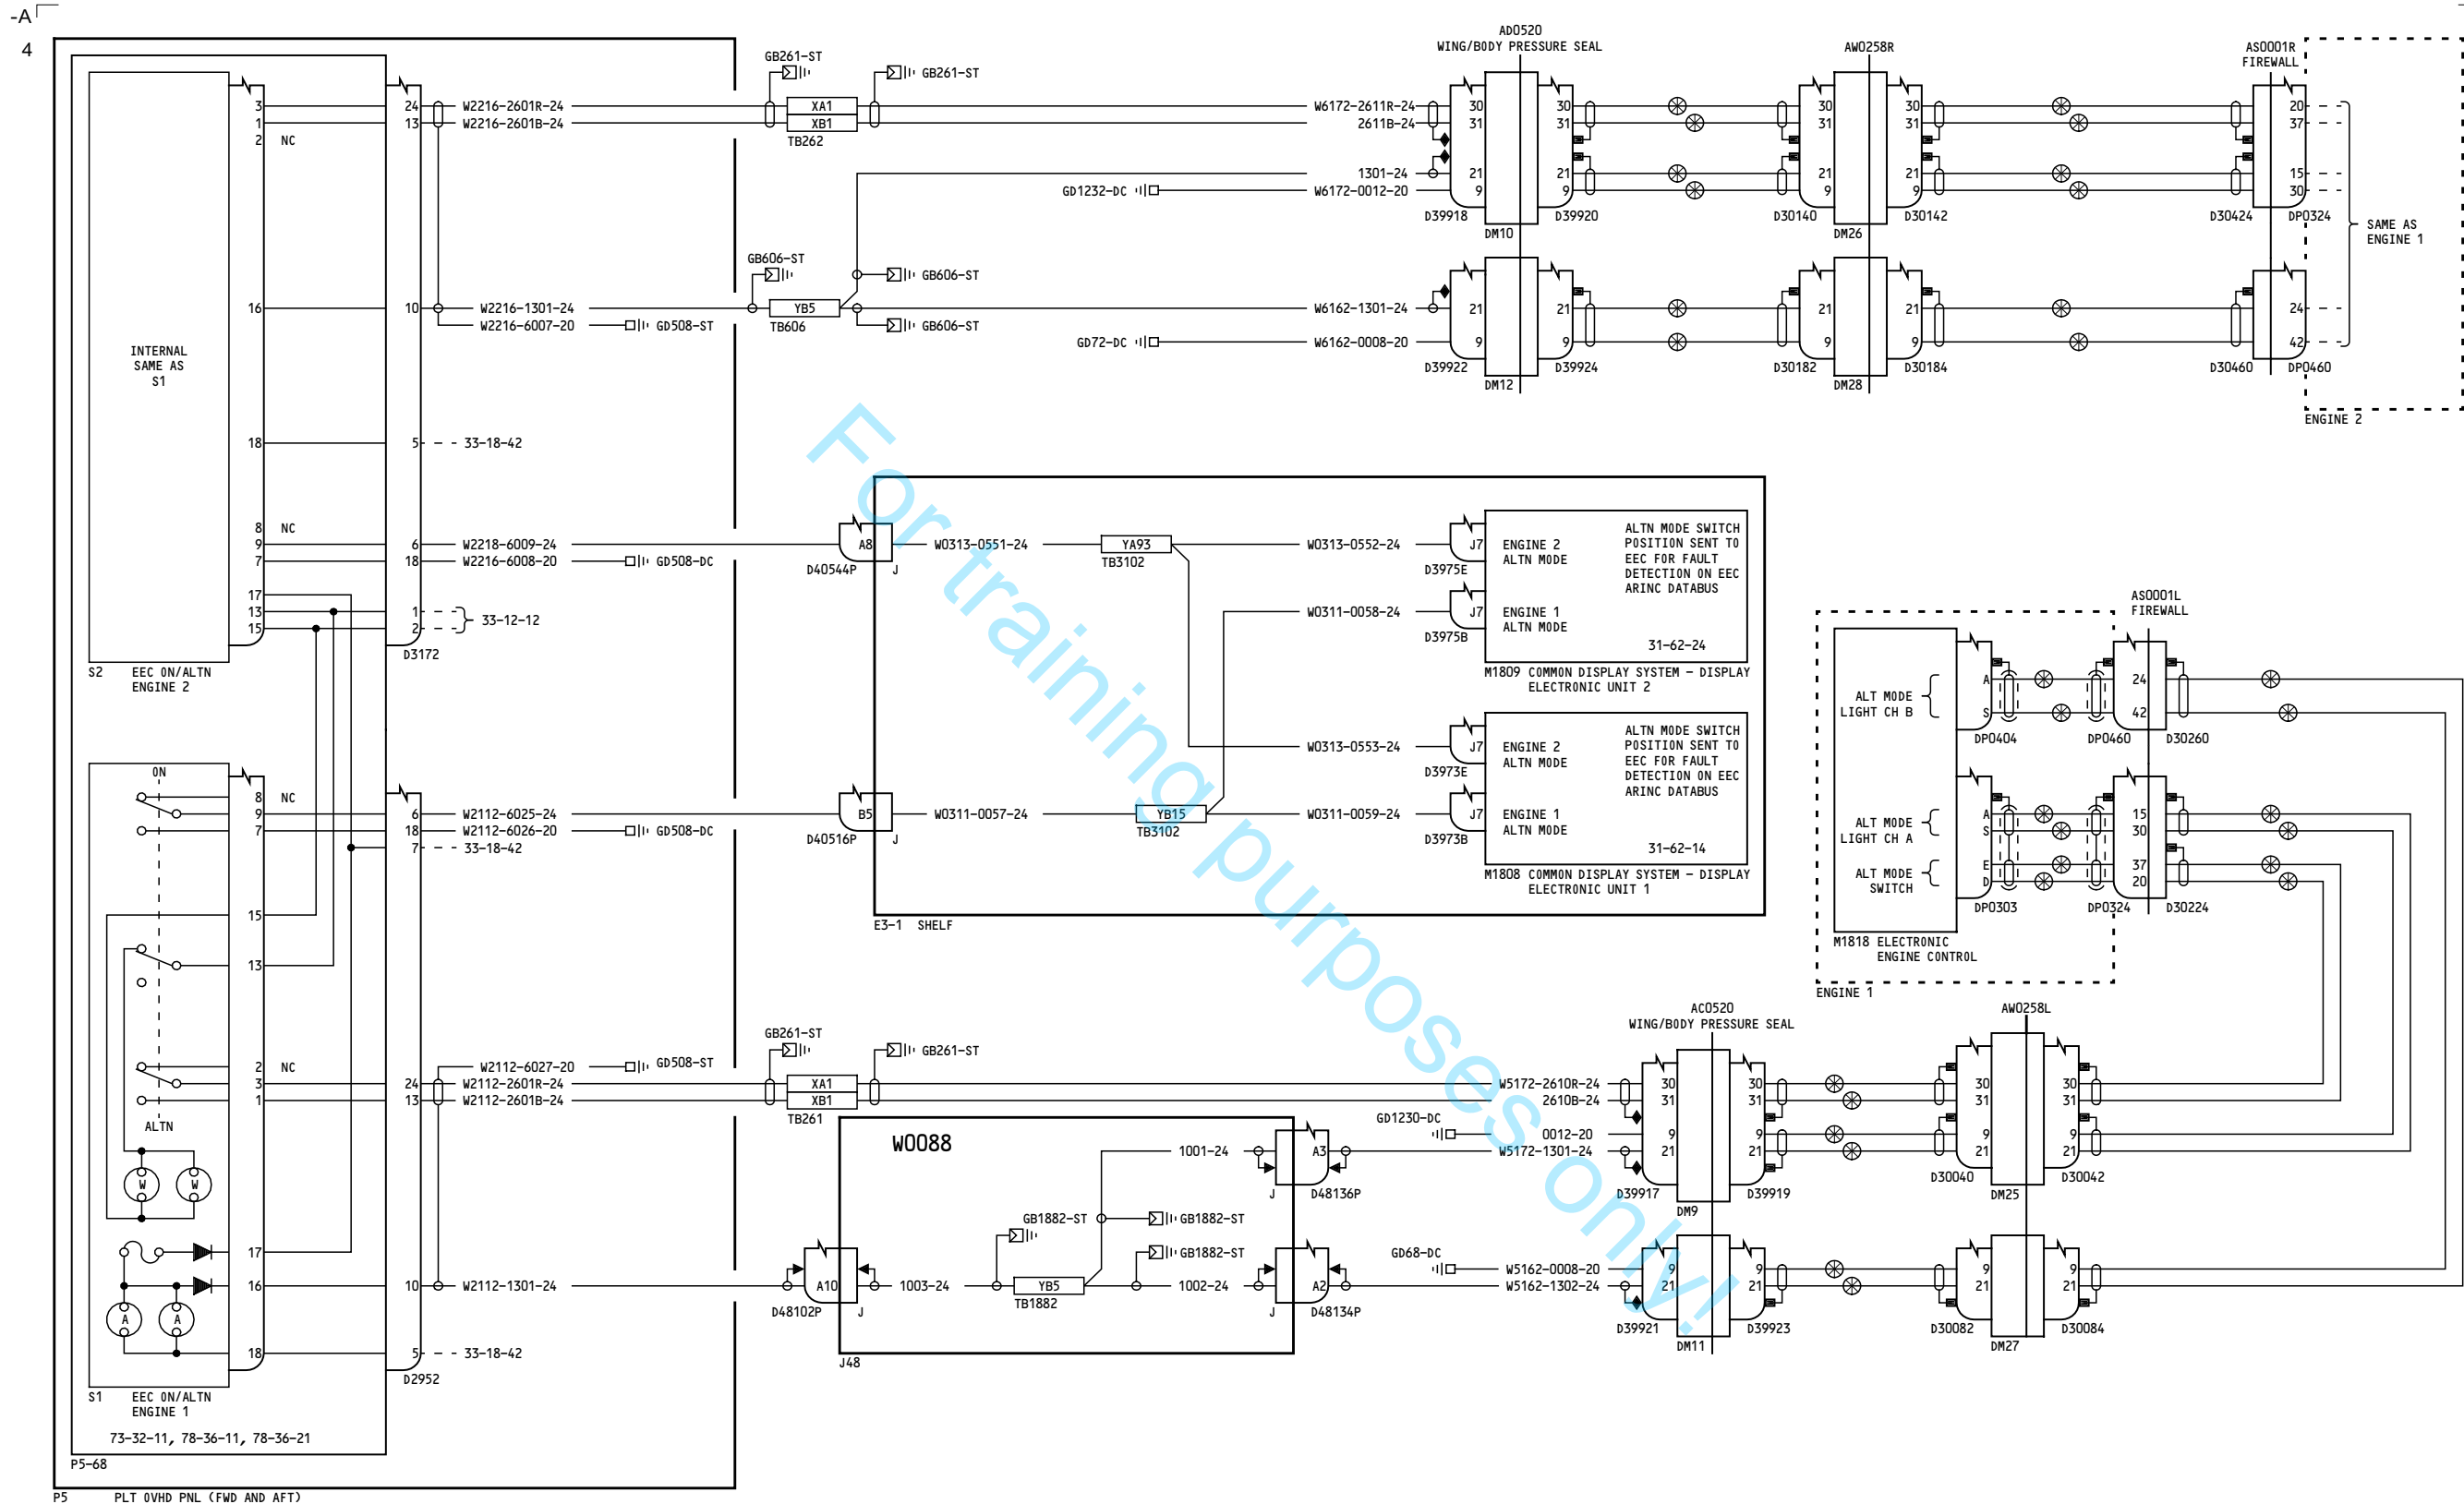 -A
4
INTERNAL
SAME AS
S1
3
1
2 NC
16
18
8 NC
9
7
17
13
15
S2 EEC ON/ALTN
ENGINE 2
24
13
10
5
6
18
1
2
D3172
W2216-2601R-24
W2216-2601B-24
W2216-1301-24
W2216-6007-20 GD508-ST
33-18-42
W2218-6009-24
W2216-6008-20 GD508-DC
33-12-12
GB261-ST
GB261-ST
XA1
XB1
TB262
GB606-ST
GB606-ST
YB5
TB606
GB606-ST
AD0520
WING/BODY PRESSURE SEAL
W6172-2611R-24
2611B-24
1301-24
GD1232-DC W6172-0012-20
30 30
31 31
21 21
9 9
D39918 D39920
DM10
W6162-1301-24
GD72-DC W6162-0008-20
21 21
9 9
D39922 D39924
DM12
AW0258R
30 30
31 31
21 21
9 9
D30140 D30142
DM26
21 21
9 9
D30182 D30184
DM28
AS0001R
FIREWALL
20
37
15
30
D30424 DP0324
SAME AS
ENGINE 1
24
42
D30460 DP0460
ENGINE 2
A8
D40544P J
W0313-0551-24
YA93
TB3102
W0313-0552-24
J7 ENGINE 2
ALTN MODE
D3975E
W0311-0058-24
J7 ENGINE 1
ALTN MODE
D3975B
ALTN MODE SWITCH
POSITION SENT TO
EEC FOR FAULT
DETECTION ON EEC
ARINC DATABUS
31-62-24
M1809 COMMON DISPLAY SYSTEM - DISPLAY
ELECTRONIC UNIT 2
W0313-0553-24
J7 ENGINE 2
ALTN MODE
D3973E
B5
D40516P J
W0311-0057-24
YB15
TB3102
W0311-0059-24
J7 ENGINE 1
ALTN MODE
D3973B
ALTN MODE SWITCH
POSITION SENT TO
EEC FOR FAULT
DETECTION ON EEC
ARINC DATABUS
31-62-14
M1808 COMMON DISPLAY SYSTEM - DISPLAY
ELECTRONIC UNIT 1
E3-1 SHELF
AS0001L
FIREWALL
ALT MODE
LIGHT CH B
A 24
S 42
DP0404 DP0460 D30260
ALT MODE
LIGHT CH A
A 15
S 30
ALT MODE
SWITCH
E 37
D 20
DP0303 DP0324 D30224
M1818 ELECTRONIC
ENGINE CONTROL
ENGINE 1
ON
8 NC
9
7
15
13
2 NC
3
1
ALTN
W W
17
16
A A
18
S1 EEC ON/ALTN
ENGINE 1
73-32-11, 78-36-11, 78-36-21
P5-68
P5 PLT OVHD PNL (FWD AND AFT)
6
18
7
24
13
10
5
D2952
W2112-6025-24
W2112-6026-20 GD508-DC
33-18-42
W2112-6027-20 GD508-ST
W2112-2601R-24
W2112-2601B-24
W2112-1301-24
33-18-42
GB261-ST
GB261-ST
XA1
XB1
TB261
W0088
1001-24
A3
J D48136P
GB1882-ST GB1882-ST
GB1882-ST
A10
D48102P J
1003-24
YB5
TB1882
1002-24
A2
J D48134P
J48
AC0520
WING/BODY PRESSURE SEAL
W5172-2610R-24
2610B-24
GD1230-DC
0012-20
W5172-1301-24
30 30
31 31
9 9
21 21
D39917 D39919
DM9
GD68-DC
W5162-0008-20
W5162-1302-24
9 9
21 21
D39921 D39923
DM11
AW0258L
30 30
31 31
9 9
21 21
D30040 D30042
DM25
9 9
21 21
D30082 D30084
DM27
For training purposes only!